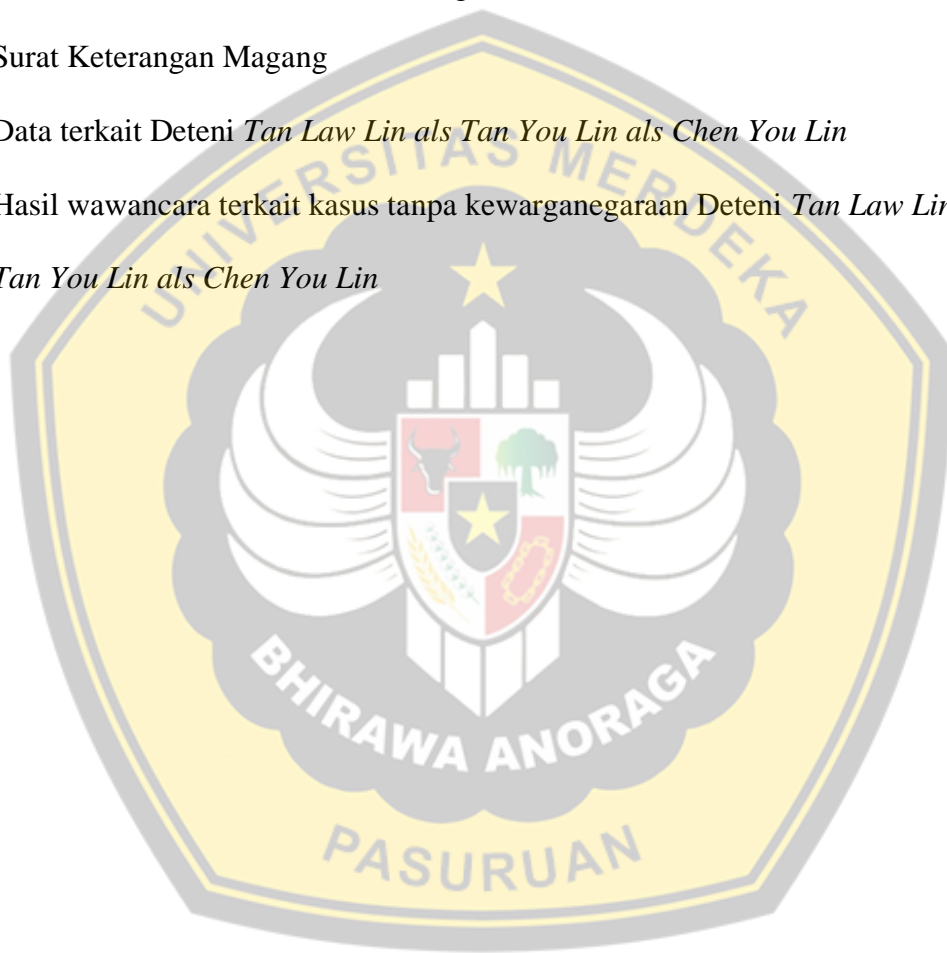 Surat Keterangan Magang
Data terkait Deteni Tan Law Lin als Tan You Lin als Chen You Lin
Hasil wawancara terkait kasus tanpa kewarganegaraan Deteni Tan Law Lin
Tan You Lin als Chen You Lin
UNIVERSITAS MERDEKA
BHIRAWA ANORAGA
PASURUAN